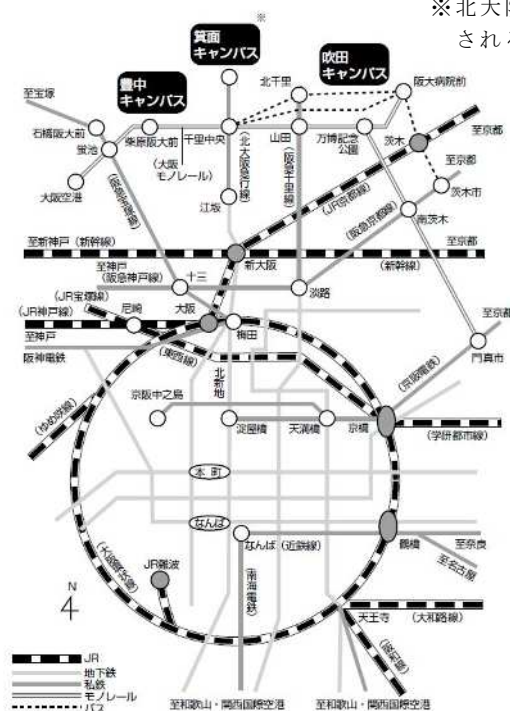 ※北大阪
される
※
箕面
キャンパス
豊中
キャンパス
吹田
キャンパス
至宝塚
石橋阪大前
蛍池
柴原阪大前
大阪空港
(大阪
モノレール)
千里中央
(北大阪急行線)
江坂
北千里
山田
(阪急千里線)
万博記念
公園
阪大病院前
茨木
至京都
至京都
茨木市
南茨木
(JR京都線)
(阪急京都線)
(阪急宝塚線)
至新神戸 (新幹線)
新大阪
(新幹線)
至京都
至神戸
(阪急神戸線)
十三
淡路
(JR宝塚線)
尼崎
大阪
梅田
(JR神戸線)
至神戸
阪神電鉄
(東西線)
北新地
至京都
門真市
(京阪電鉄)
(ゆめ咲線)
京阪中之島
淀屋橋
天満橋
京橋
(学研都市線)
本町
なんば
なんば (近鉄線)
鶴橋
至奈良
至名古屋
(大阪環状線)
JR難波
(南海電鉄)
天王寺
(大和路線)
(阪和線)
至和歌山・関西国際空港
至和歌山・関西国際空港
N
JR
地下鉄
私鉄
モノレール
バス